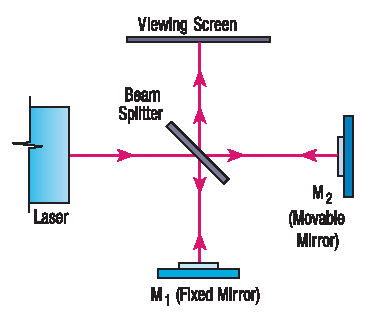 Viewing Screen
Beam
Splitter
Laser
M2
(Movable
Mirror)
M1 (Fixed Mirror)